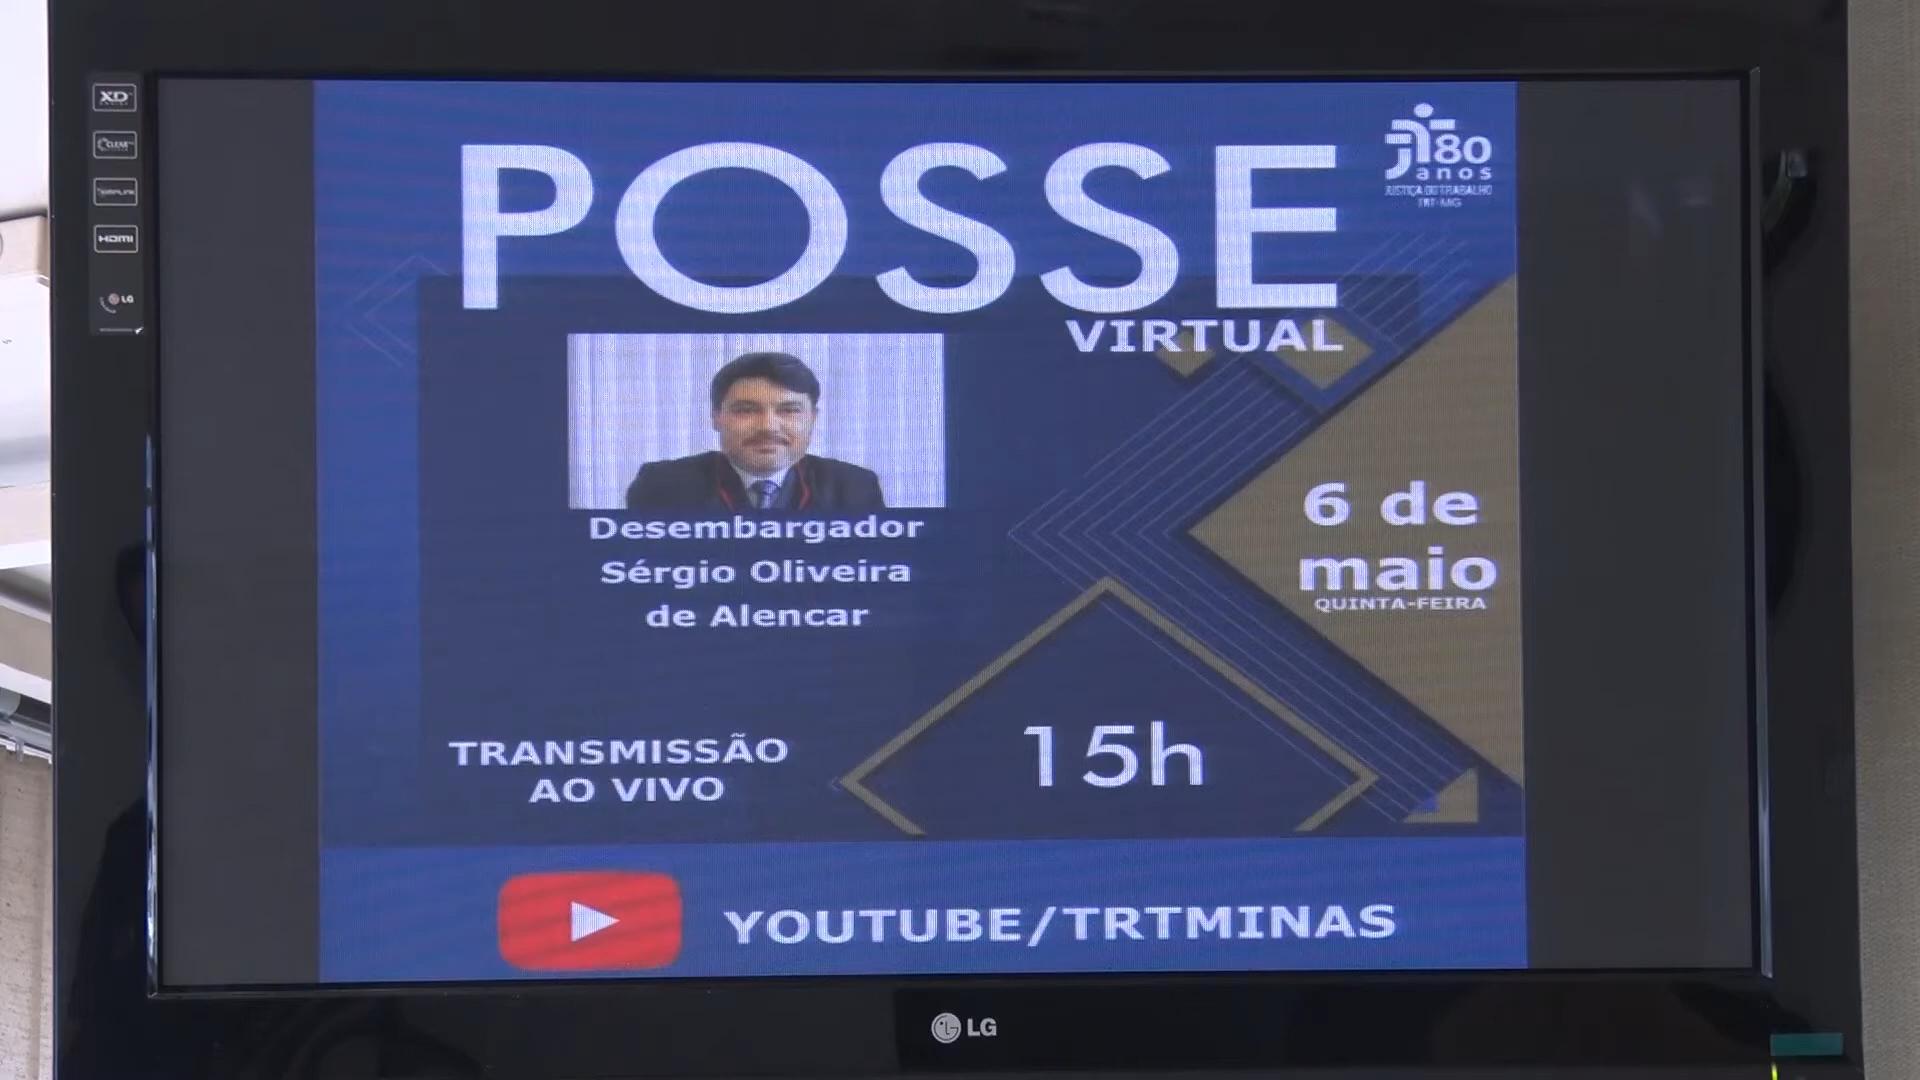 XD
HDMI
LG
POSSE
VIRTUAL
80
anos
JUSTIÇA DO TRABALHO
TRT-MG
Desembargador
Sérgio Oliveira
de Alencar
6 de
maio
QUINTA-FEIRA
TRANSMISSÃO
AO VIVO
15h
YOUTUBE/TRTMINAS
LG